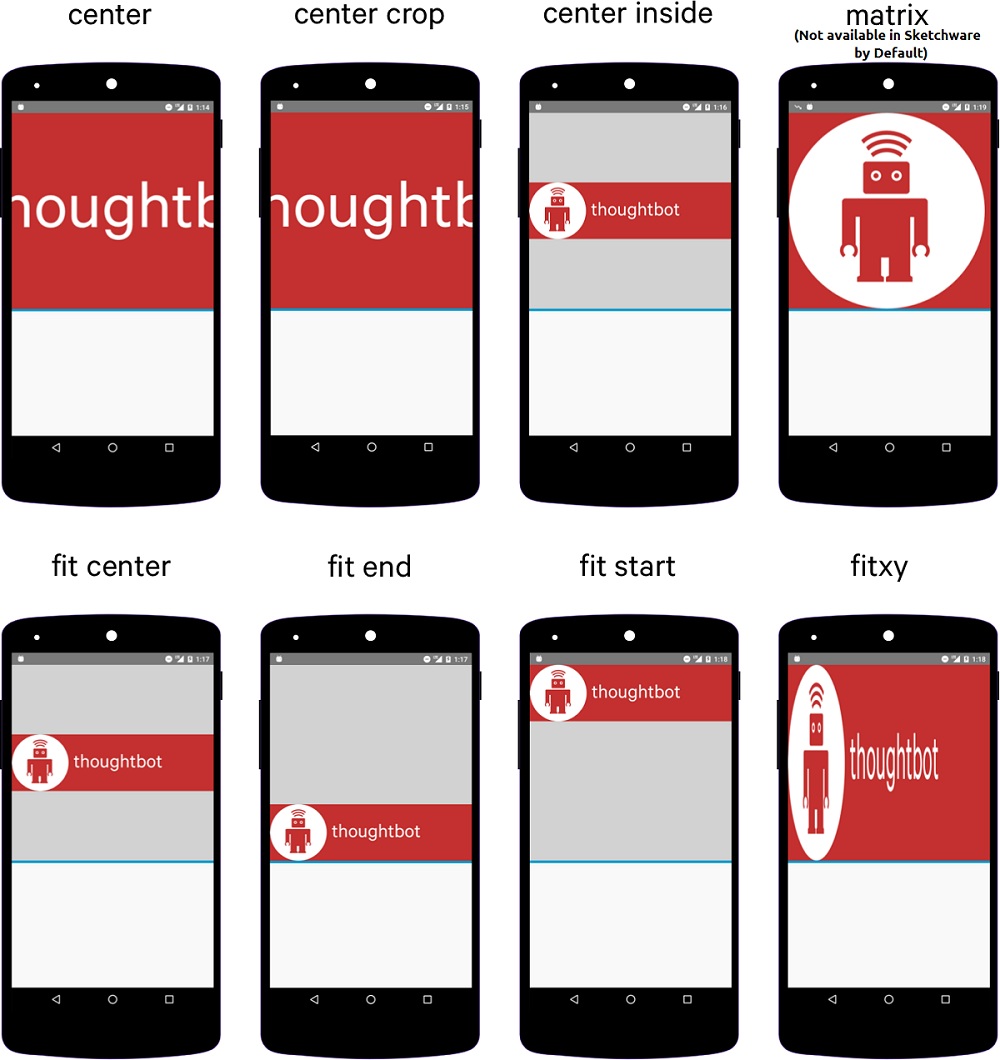 center
center crop
center inside
matrix
(Not available in Sketchware
by Default)
1:14
1:15
1:16
1:19
noughtb
noughtb
thoughtbot
fit center
fit end
fit start
fitxy
1:17
1:17
1:18
1:18
thoughtbot
thoughtbot
thoughtbot
thoughtbot